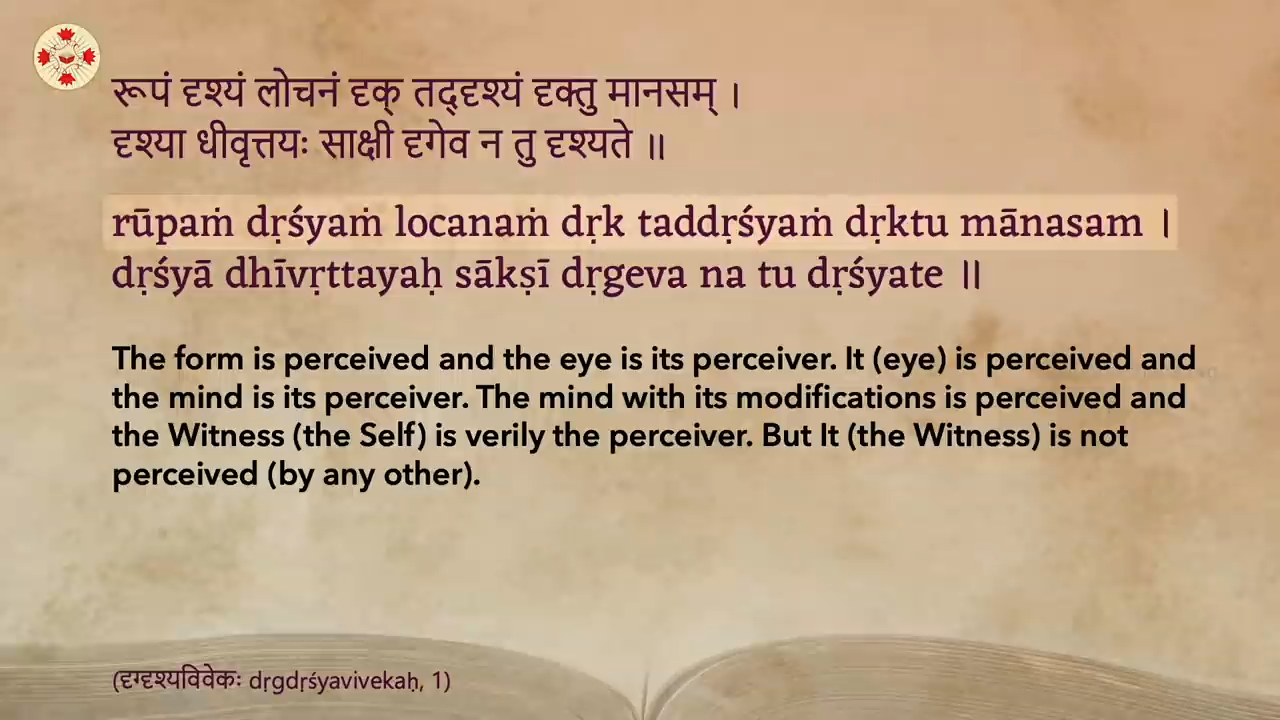 रूपं दृश्यं लोचनं दृक् तद्दृश्यं दृक्तु मानसम् ।
दृश्या धीवृत्तयः साक्षी दृगेव न तु दृश्यते ॥
rūpaṁ dṛśyaṁ locanaṁ dṛk taddṛśyaṁ dṛktu mānasam ।
dṛśyā dhīvṛttayaḥ sākṣī dṛgeva na tu dṛśyate ॥
The form is perceived and the eye is its perceiver. It (eye) is perceived and
the mind is its perceiver. The mind with its modifications is perceived and
the Witness (the Self) is verily the perceiver. But It (the Witness) is not
perceived (by any other).
(दृग्दृश्यविवेकः dṛgdṛśyavivekaḥ, 1)